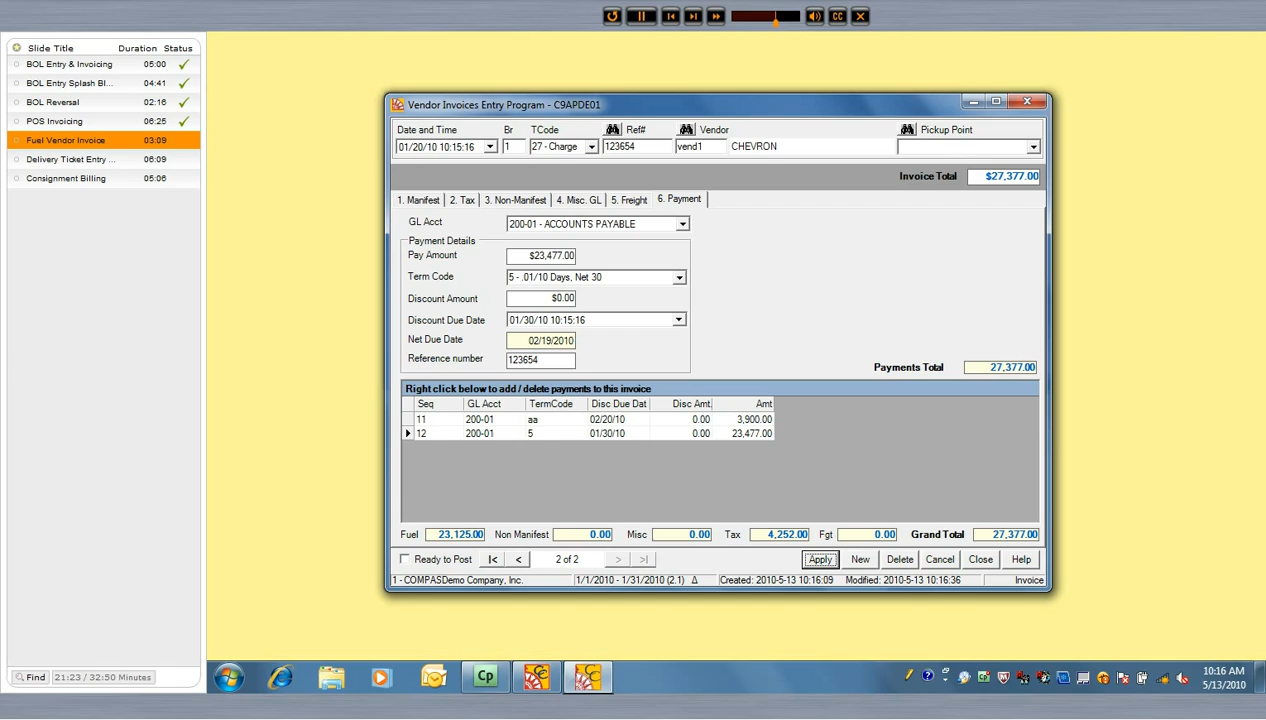 CC
Slide Title Duration Status
BOL Entry & Invoicing 05:00
BOL Entry Splash Bl... 04:41
BOL Reversal 02:16
POS Invoicing 06:25
Fuel Vendor Invoice 03:09
Delivery Ticket Entry ... 06:09
Consignment Billing 05:06
Vendor Invoices Entry Program - C9APDE01
Date and Time Br TCode Ref# Vendor Pickup Point
01/20/10 10:15:16 1 27 - Charge 123654 vend1 CHEVRON
Invoice Total $27,377.00
1. Manifest 2. Tax 3. Non-Manifest 4. Misc. GL 5. Freight 6. Payment
GL Acct 200-01 - ACCOUNTS PAYABLE
Payment Details
Pay Amount $23,477.00
Term Code 5 - .01/10 Days, Net 30
Discount Amount $0.00
Discount Due Date 01/30/10 10:15:16
Net Due Date 02/19/2010
Reference number 123654
Payments Total 27,377.00
Right click below to add / delete payments to this invoice
Seq GL Acct TermCode Disc Due Dat Disc Amt. Amt
11 200-01 aa 02/20/10 0.00 3,900.00
12 200-01 5 01/30/10 0.00 23,477.00
Fuel 23,125.00 Non Manifest 0.00 Misc 0.00 Tax 4,252.00 Fgt 0.00 Grand Total 27,377.00
Ready to Post 2 of 2 Apply New Delete Cancel Close Help
1 - COMPASDemo Company, Inc. 1/1/2010 - 1/31/2010 (2.1) Δ Created: 2010-5-13 10:16:09 Modified: 2010-5-13 10:16:36 Invoice
Find 21:23 / 32:50 Minutes
Cp
10:16 AM
5/13/2010